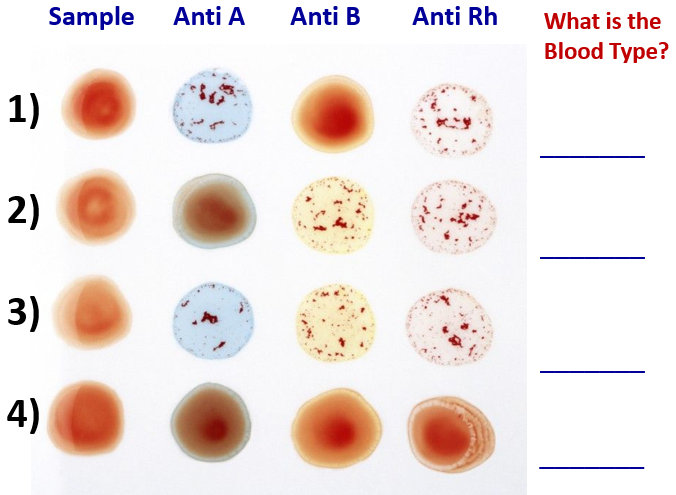 Sample Anti A Anti B Anti Rh What is the
Blood Type?
1)
2)
3)
4)